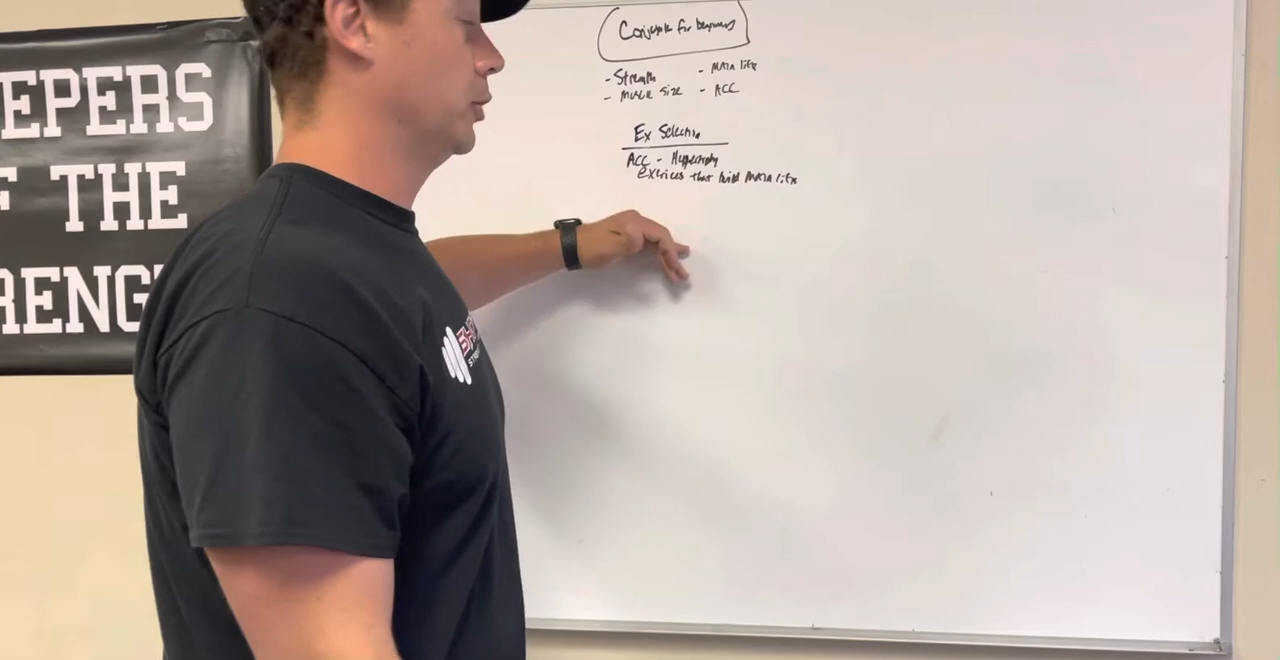 EPERS
F THE
RENG
Conjugate for beginners
- Strength
- Muscle size
- Main lifts
- ACC
Ex Selection
ACC - Hypertrophy
exercises that build main lifts